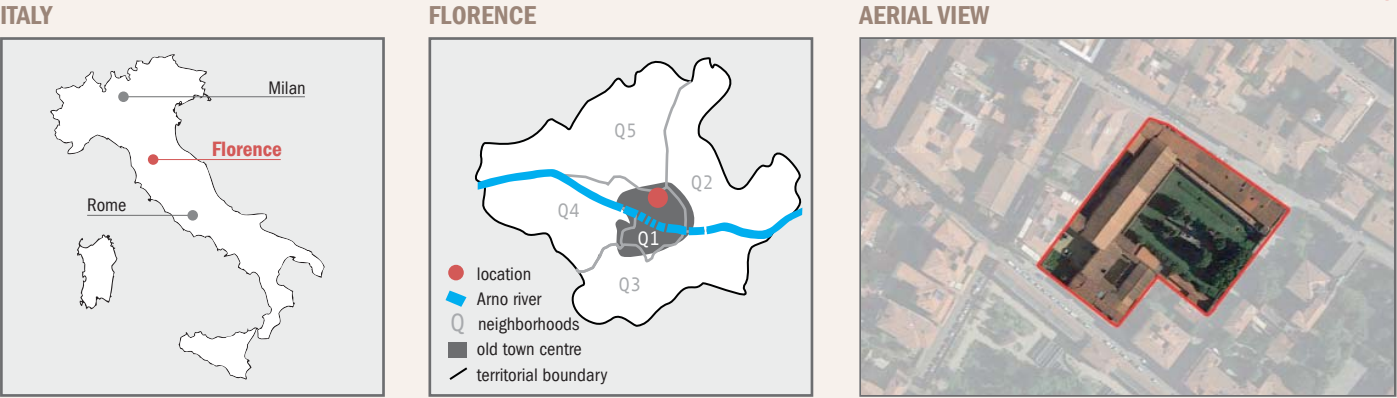 ITALY
Milan
Florence
Rome
FLORENCE
Q5
Q2
Q4
Q1
Q3
location
Arno river
Q neighborhoods
old town centre
territorial boundary
AERIAL VIEW